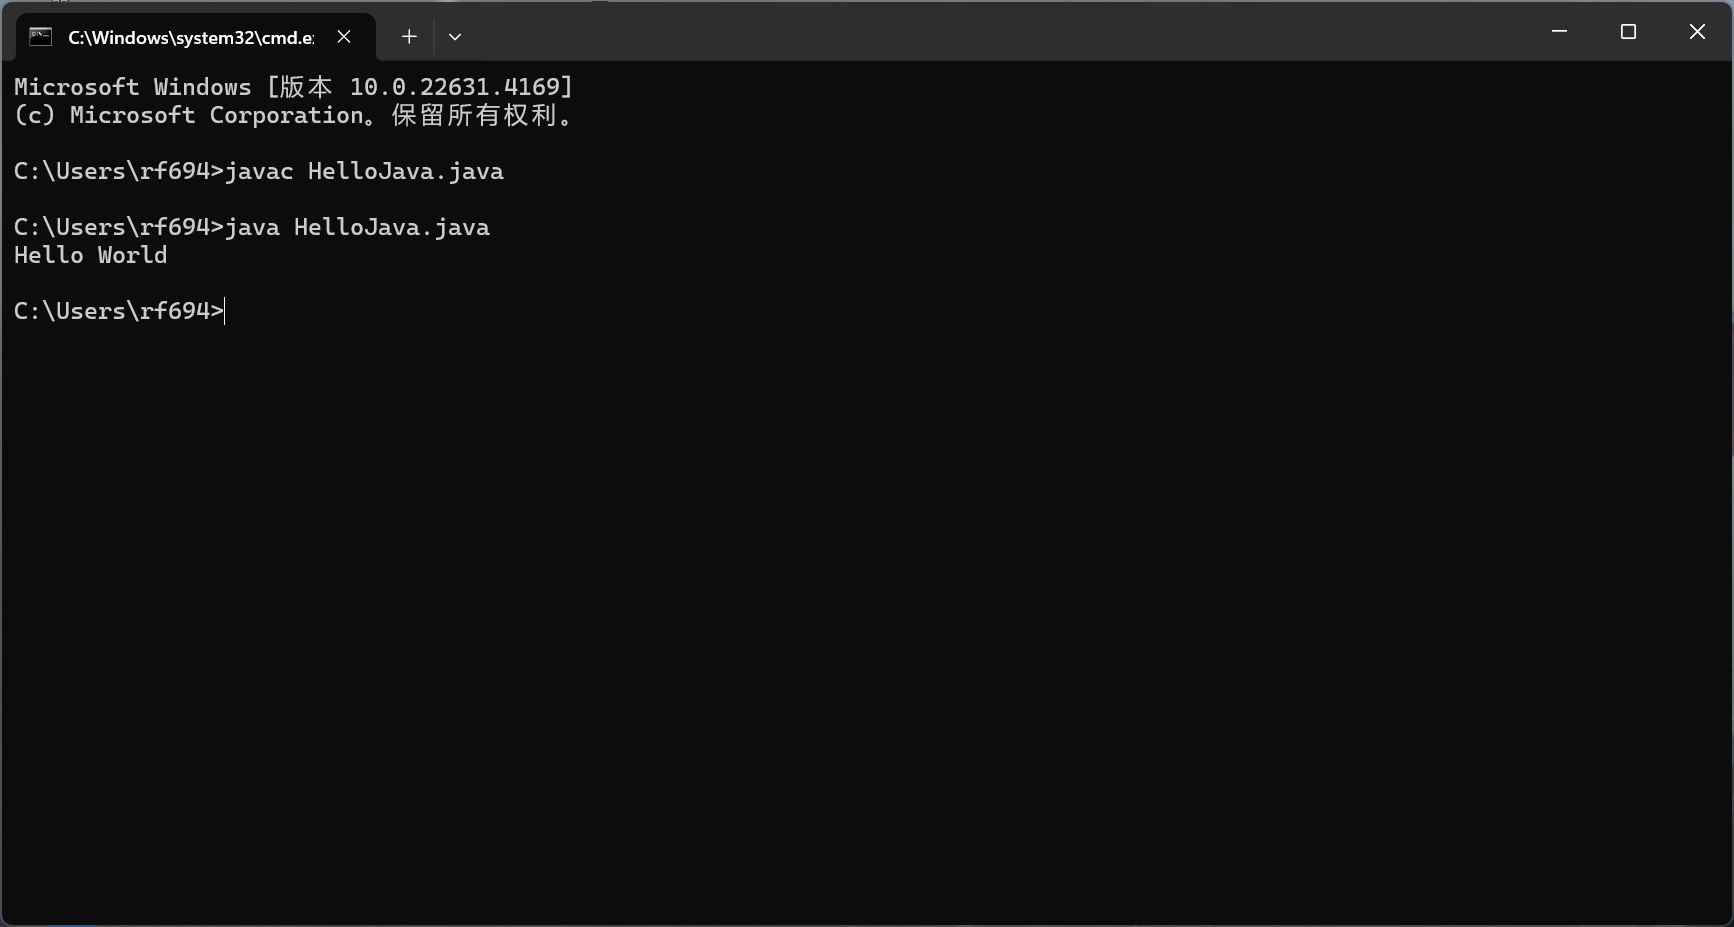 C:\Windows\system32\cmd.e
Microsoft Windows [版本 10.0.22631.4169]
(c) Microsoft Corporation。保留所有权利。
C:\Users\rf694>javac HelloJava.java
C:\Users\rf694>java HelloJava.java
Hello World
C:\Users\rf694>